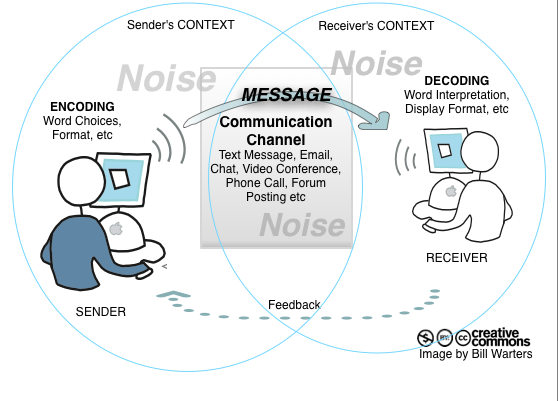 Sender's CONTEXT
Receiver's CONTEXT
Noise
Noise
ENCODING
Word Choices,
Format, etc
MESSAGE
DECODING
Word Interpretation,
Display Format, etc
Communication
Channel
Text Message, Email,
Chat, Video Conference,
Phone Call, Forum
Posting etc
Noise
RECEIVER
SENDER
Feedback
creative
commons
Image by Bill Warters